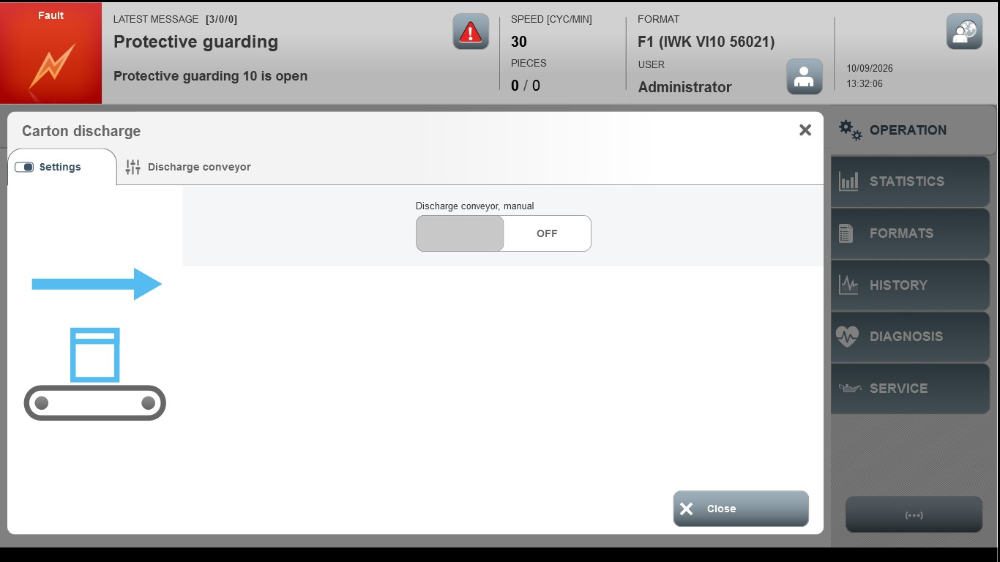 Fault
LATEST MESSAGE [3/0/0]
Protective guarding
Protective guarding 10 is open
SPEED [CYC/MIN]
30
PIECES
0 / 0
FORMAT
F1 (IWK VI10 56021)
USER
Administrator
10/09/2026
13:32:06
Carton discharge
Settings
Discharge conveyor
Discharge conveyor, manual
OFF
Close
OPERATION
STATISTICS
FORMATS
HISTORY
DIAGNOSIS
SERVICE
(•••)